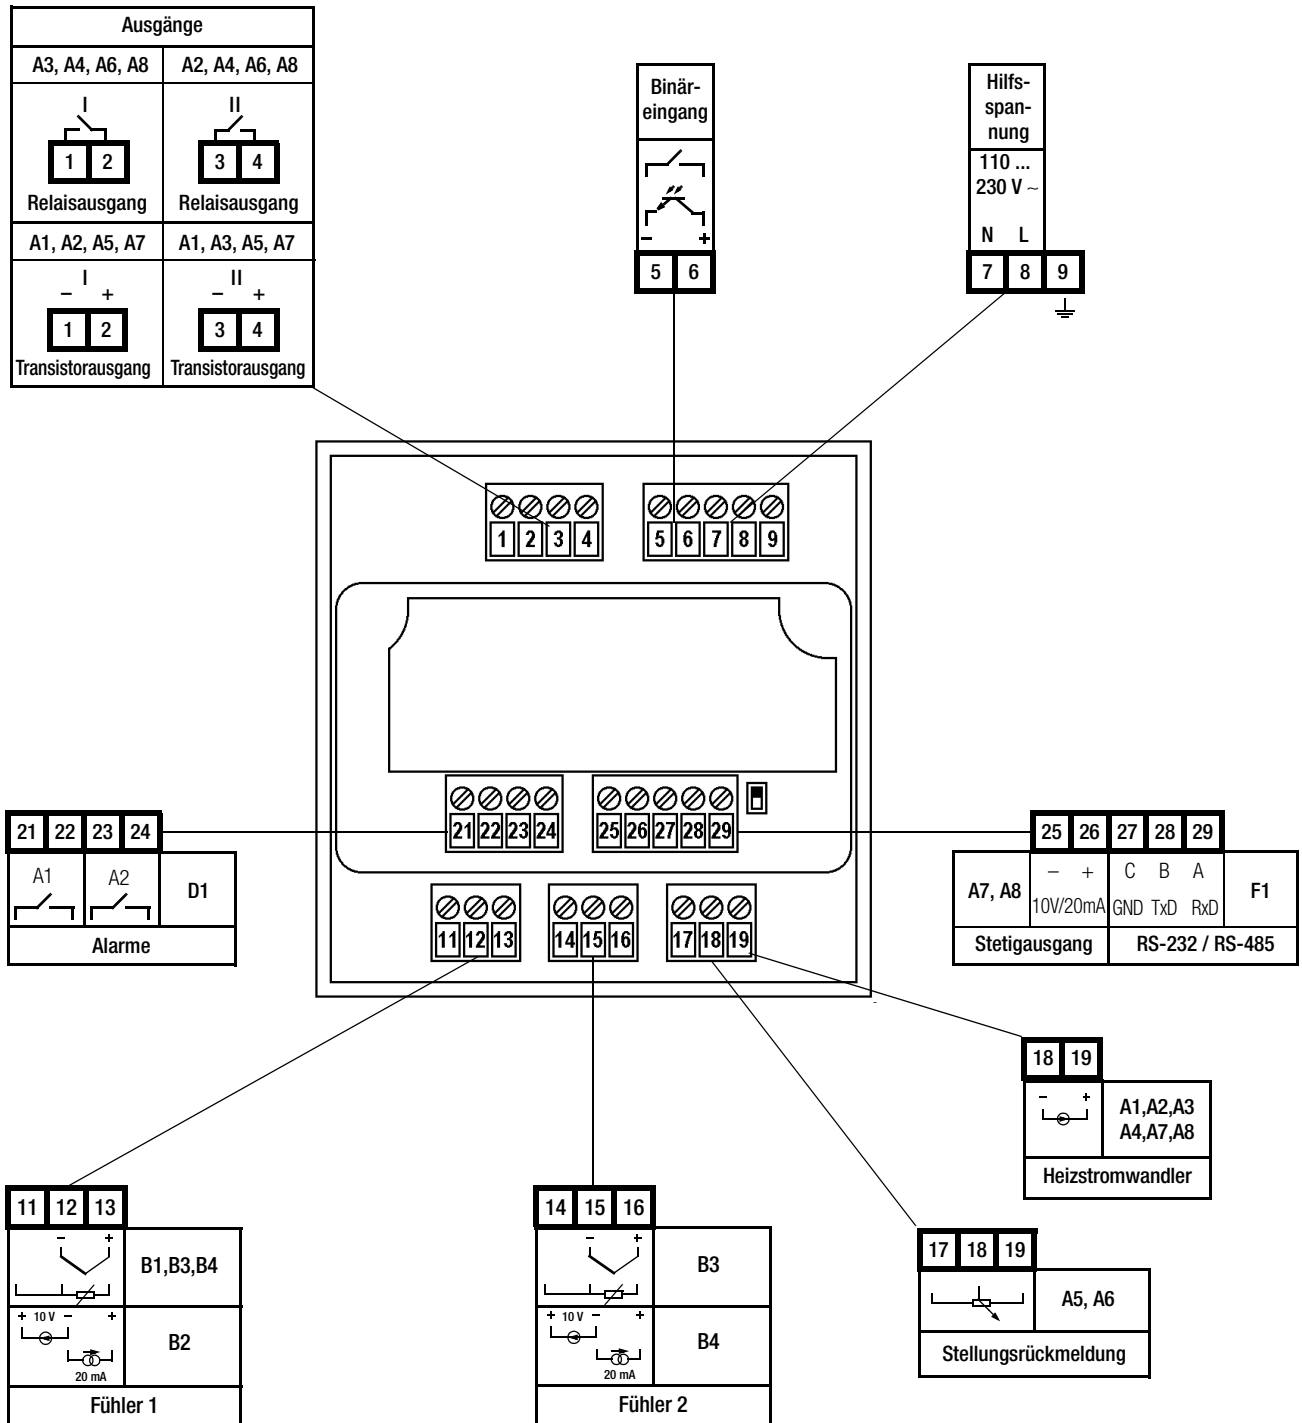 Ausgänge
A3, A4, A6, A8
A2, A4, A6, A8
I
II
1 2
3 4
Relaisausgang
Relaisausgang
A1, A2, A5, A7
A1, A3, A5, A7
I
II
− +
− +
1 2
3 4
Transistorausgang
Transistorausgang
Binär-
eingang
− +
5 6
Hilfs-
span-
nung
110 ...
230 V ~
N L
7 8 9
1 2 3 4
5 6 7 8 9
21 22 23 24
25 26 27 28 29
11 12 13
14 15 16
17 18 19
21 22 23 24
A1
A2
D1
Alarme
25 26 27 28 29
A7, A8
− +
10V/20mA
C B A
GND TxD RxD
F1
Stetigausgang
RS-232 / RS-485
18 19
- +
A1,A2,A3
A4,A7,A8
Heizstromwandler
17 18 19
A5, A6
Stellungsrückmeldung
11 12 13
- +
B1,B3,B4
+ 10 V − +
20 mA
B2
Fühler 1
14 15 16
- +
B3
+ 10 V − +
20 mA
B4
Fühler 2